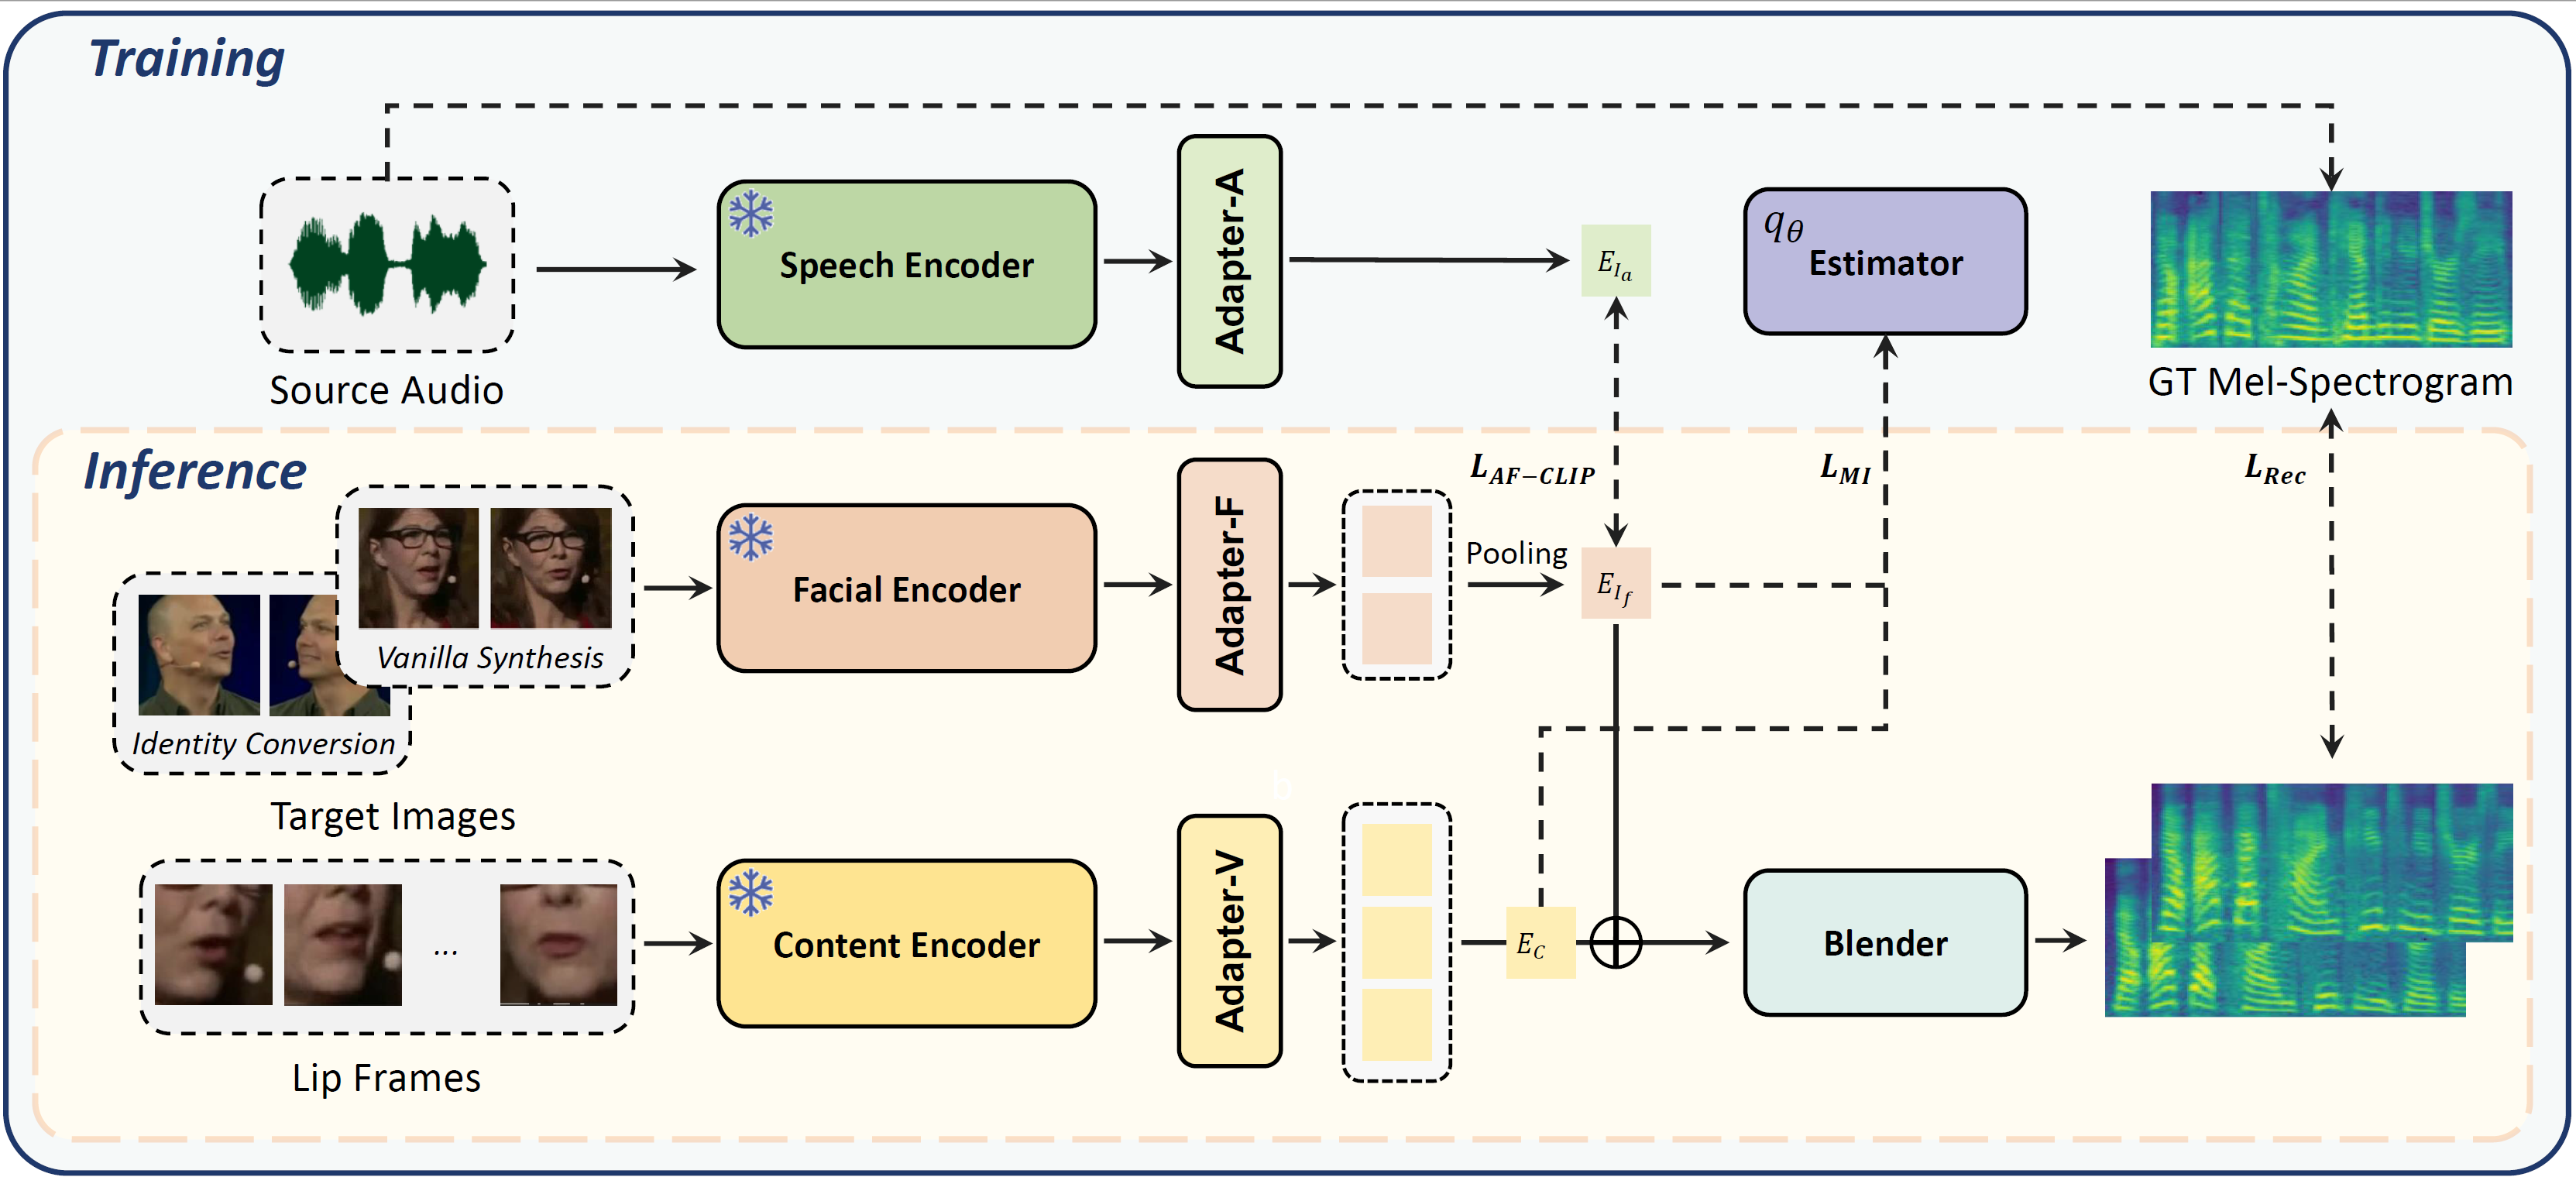 Training
Source Audio
Speech Encoder
Adapter-A
E_{I_a}
q_θ
Estimator
GT Mel-Spectrogram
Inference
Vanilla Synthesis
Identity Conversion
Target Images
Facial Encoder
Adapter-F
Pooling
E_{I_f}
L_{AF-CLIP}
L_{MI}
L_{Rec}
Lip Frames
...
Content Encoder
Adapter-V
E_C
Blender